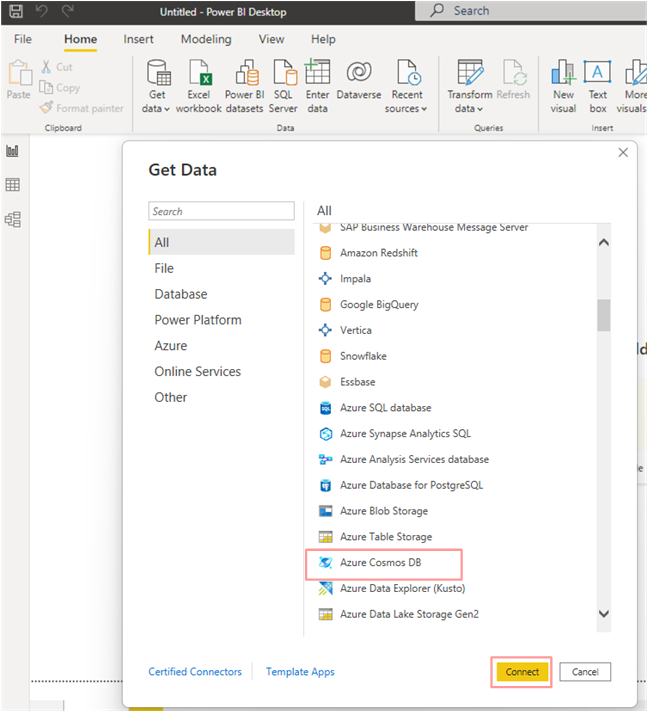 Untitled - Power BI Desktop
Search
File Home Insert Modeling View Help
Paste
Cut
Copy
Format painter
Clipboard
Get data
Excel workbook
Power BI datasets
SQL Server
Enter data
Dataverse
Recent sources
Data
Transform data
Refresh
Queries
New visual
Text box
More visuals
Insert
Get Data
Search
All
File
Database
Power Platform
Azure
Online Services
Other
All
SAP Business Warehouse Message Server
Amazon Redshift
Impala
Google BigQuery
Vertica
Snowflake
Essbase
Azure SQL database
Azure Synapse Analytics SQL
Azure Analysis Services database
Azure Database for PostgreSQL
Azure Blob Storage
Azure Table Storage
Azure Cosmos DB
Azure Data Explorer (Kusto)
Azure Data Lake Storage Gen2
Certified Connectors
Template Apps
Connect
Cancel